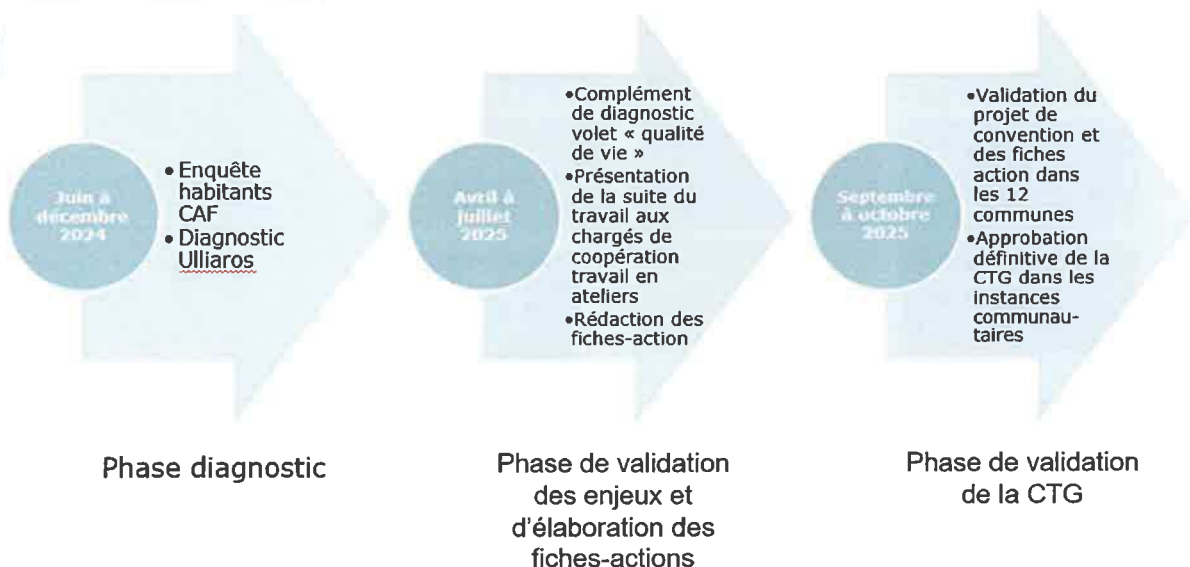 Juin à
décembre
2024
• Enquête
habitants
CAF
• Diagnostic
Ulliaros
Phase diagnostic
Avril à
juillet
2025
•Complément
de diagnostic
volet « qualité
de vie »
•Présentation
de la suite du
travail aux
chargés de
coopération
travail en
ateliers
•Rédaction des
fiches-action
Phase de validation
des enjeux et
d'élaboration des
fiches-actions
Septembre
à octobre
2025
•Validation du
projet de
convention et
des fiches
action dans
les 12
communes
•Approbation
définitive de la
CTG dans les
instances
communau-
taires
Phase de validation
de la CTG